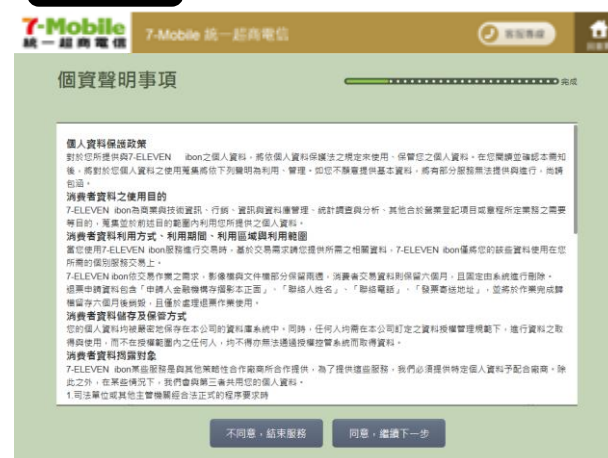 7-Mobile
統一超商電信
7-Mobile 統一超商電信
個資聲明事項
完成
個人資料保護政策
對於您所提供與7-ELEVEN ibon之個人資料，將依個人資料保護法之規定來使用、保管您之個人資料。在您閱讀並確認本需知
後，將對於您個人資料之使用蒐集將依下列聲明為利用、管理。如您不願意提供基本資料，將有部分服務無法提供與進行，尚請
包涵。
消費者資料之使用目的
7-ELEVEN ibon為商業與技術資訊、行銷、資訊與資料庫管理、統計調查與分析、其他合於營業登記項目或章程所定業務之需要
等目的，蒐集並於前述目的範圍內利用您所提供之個人資料。
消費者資料利用方式、利用期間、利用區域與利用範圍
當您使用7-ELEVEN ibon服務進行交易時，基於交易需求請您提供所需之相關資料，7-ELEVEN ibon僅將您的該些資料使用在您
所需的個別服務交易上。
7-ELEVEN ibon依交易作業之需求，影像檔與文件檔部分保留兩週，消費者交易資料則保留六個月，且固定由系統進行刪除。
退票申請資料包含「申請人金融機構存摺影本正面」、「聯絡人姓名」、「聯絡電話」、「發票寄送地址」，並將於作業完成歸
檔留存六個月後銷毀，且僅於處理退票作業使用。
消費者資料儲存及保管方式
您的個人資料均被嚴密地保存在本公司的資料庫系統中。同時，任何人均需在本公司訂定之資料授權管理規範下，進行資料之取
得與使用，而不在授權範圍內之任何人，均不得亦無法通過授權控管系統而取得資料。
消費者資料揭露對象
7-ELEVEN ibon某些服務是與其他策略性合作廠商所合作提供，為了提供這些服務，我們必須提供特定個人資料予配合廠商。除
此之外，在某些情況下，我們會與第三者共用您的個人資料。
1.司法單位或其他主管機關經合法正式的程序要求時
不同意，結束服務
同意，繼續下一步